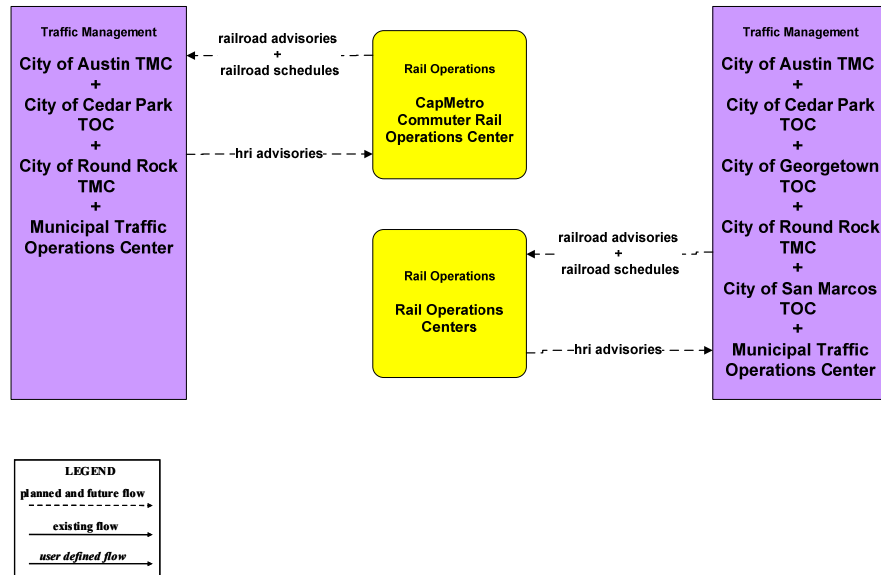 Traffic Management
City of Austin TMC
+
City of Cedar Park
TOC
+
City of Round Rock
TMC
+
Municipal Traffic
Operations Center
railroad advisories
+
railroad schedules
hri advisories
Rail Operations
CapMetro
Commuter Rail
Operations Center
Rail Operations
Rail Operations
Centers
railroad advisories
+
railroad schedules
hri advisories
Traffic Management
City of Austin TMC
+
City of Cedar Park
TOC
+
City of Georgetown
TOC
+
City of Round Rock
TMC
+
City of San Marcos
TOC
+
Municipal Traffic
Operations Center
LEGEND
planned and future flow
existing flow
user defined flow